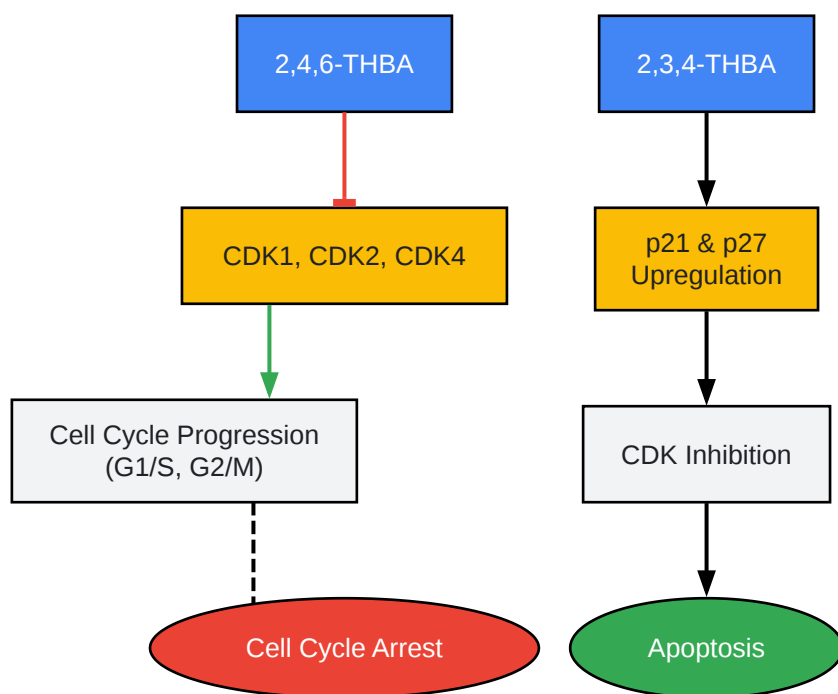 2,4,6-THBA
2,3,4-THBA
CDK1, CDK2, CDK4
p21 & p27
Upregulation
Cell Cycle Progression
(G1/S, G2/M)
CDK Inhibition
Cell Cycle Arrest
Apoptosis